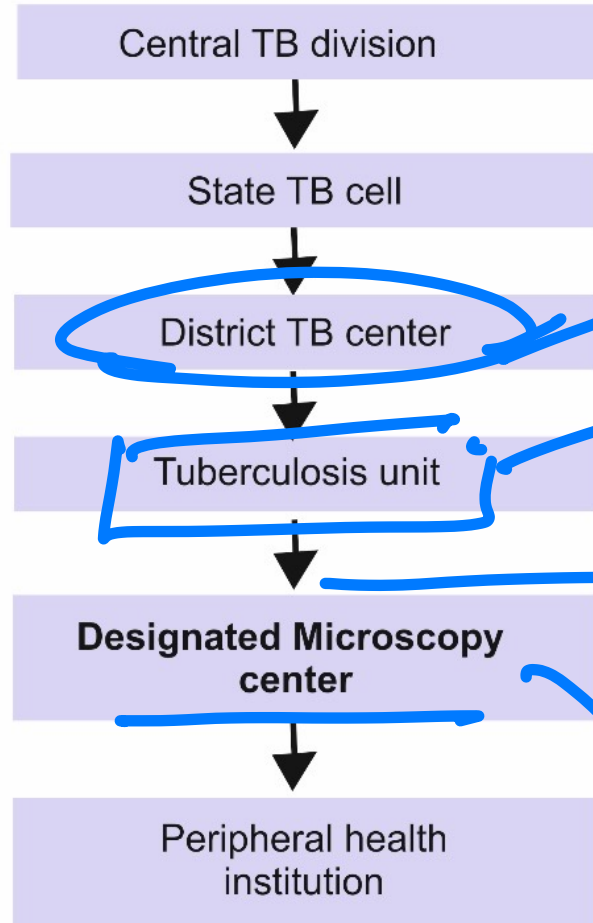 Central TB division
State TB cell
District TB center
Tuberculosis unit
Designated Microscopy
center
Peripheral health
institution